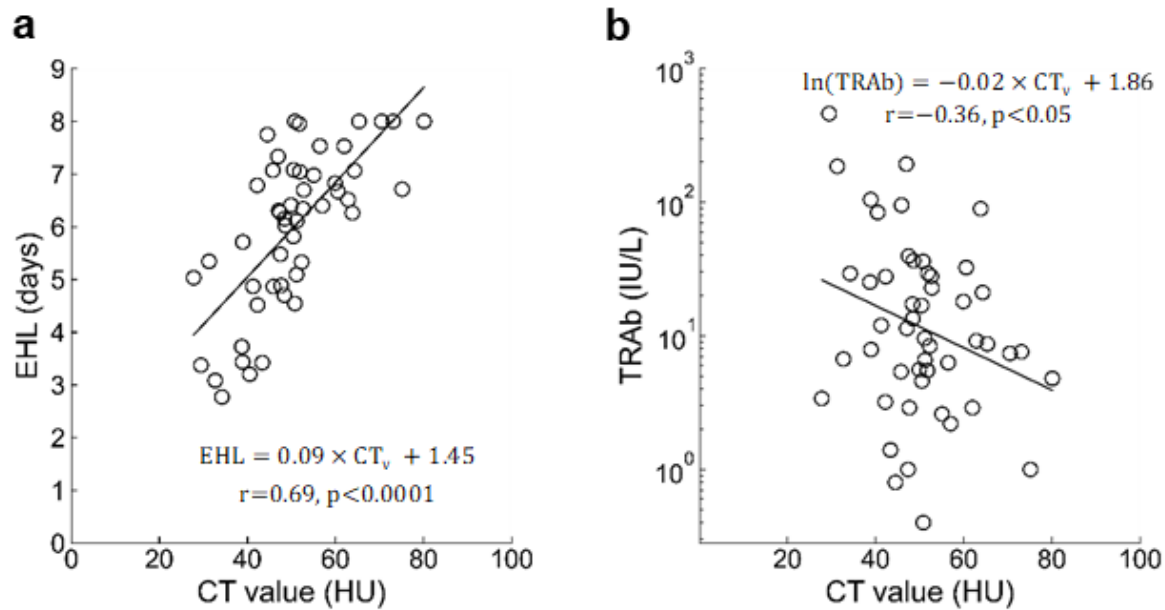 a
9
8
7
6
5
4
3
2
1
0
EHL (days)
EHL = 0.09 × CTᵥ + 1.45
r=0.69, p<0.0001
0 20 40 60 80 100
CT value (HU)
b
10³
10²
10¹
10⁰
TRAb (IU/L)
ln(TRAb) = −0.02 × CTᵥ + 1.86
r=−0.36, p<0.05
20 40 60 80 100
CT value (HU)